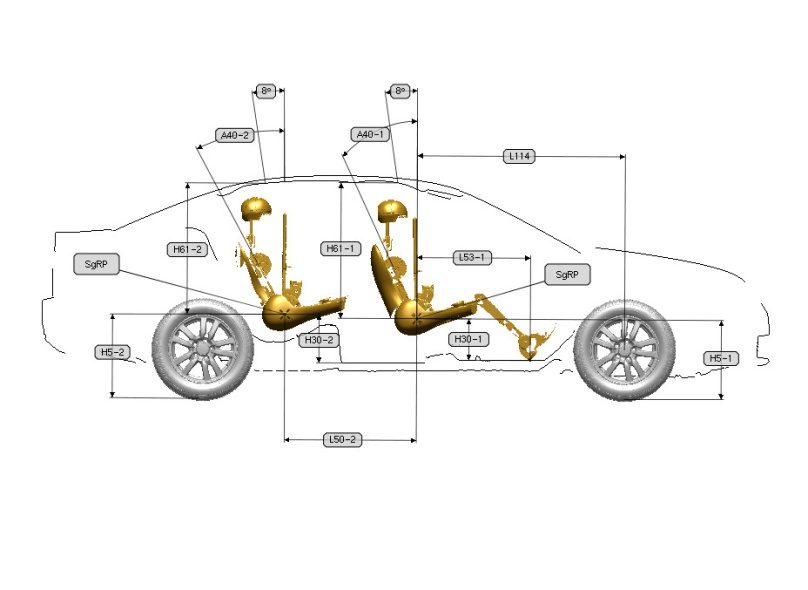 8°
8°
A40-2
A40-1
L114
H61-2
H61-1
L53-1
SgRP
SgRP
H30-2
H30-1
H5-2
H5-1
L50-2